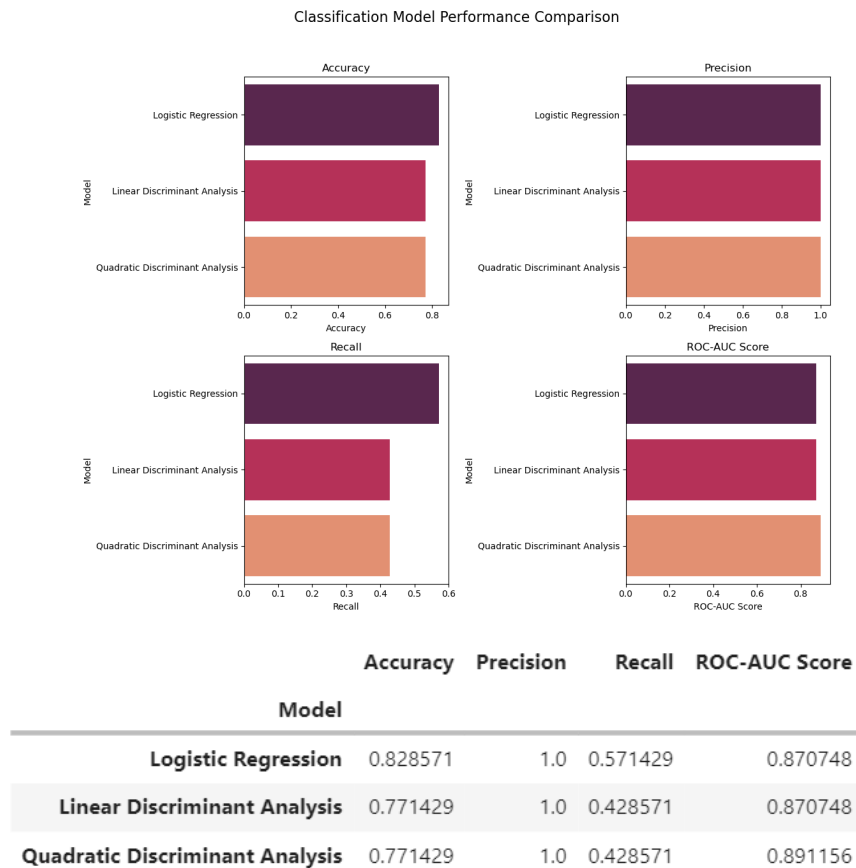 Classification Model Performance Comparison
Accuracy
Model
Logistic Regression
Linear Discriminant Analysis
Quadratic Discriminant Analysis
0.0 0.2 0.4 0.6 0.8
Accuracy
Precision
Model
Logistic Regression
Linear Discriminant Analysis
Quadratic Discriminant Analysis
0.0 0.2 0.4 0.6 0.8 1.0
Precision
Recall
Model
Logistic Regression
Linear Discriminant Analysis
Quadratic Discriminant Analysis
0.0 0.1 0.2 0.3 0.4 0.5 0.6
Recall
ROC-AUC Score
Model
Logistic Regression
Linear Discriminant Analysis
Quadratic Discriminant Analysis
0.0 0.2 0.4 0.6 0.8
ROC-AUC Score
Accuracy Precision Recall ROC-AUC Score
Model
Logistic Regression 0.828571 1.0 0.571429 0.870748
Linear Discriminant Analysis 0.771429 1.0 0.428571 0.870748
Quadratic Discriminant Analysis 0.771429 1.0 0.428571 0.891156